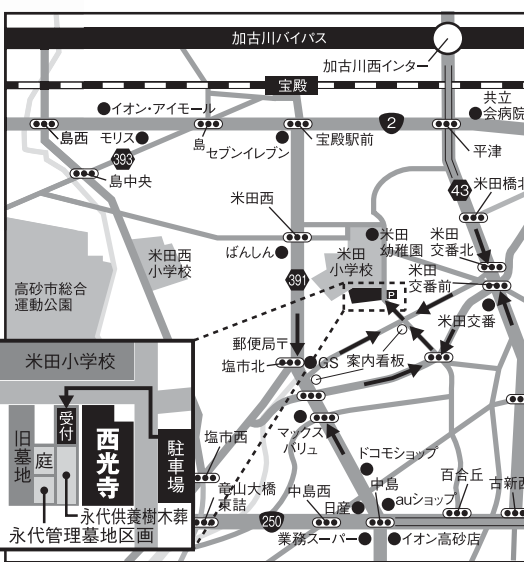 加古川バイパス
加古川西インター
宝殿
共立
会病院
イオン・アイモール
2
島西
モリス
島
セブンイレブン
宝殿駅前
平津
393
島中央
43
米田橋北
米田西
米田西
小学校
ばんしん
米田
小学校
米田
幼稚園
米田
交番北
米田
交番前
高砂市総合
運動公園
391
P
米田交番
郵便局〒
塩市北
GS
案内看板
米田小学校
旧墓地
庭
受付
西光寺
駐車場
永代供養樹木葬
永代管理墓地区画
マックス
バリュ
塩市西
ドコモショップ
竜山大橋
東詰
中島西
日産
中島
auショップ
百合丘
古新西
250
業務スーパー
イオン高砂店